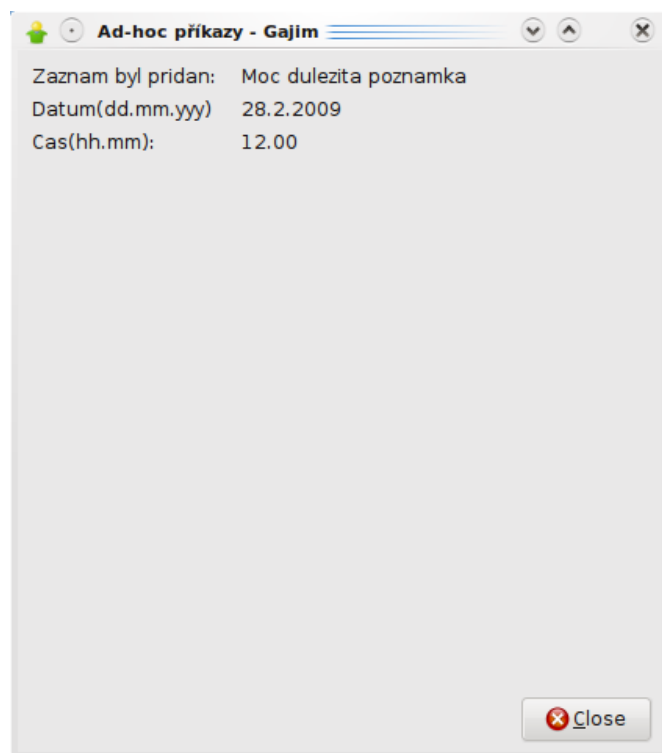 Ad-hoc příkazy - Gajim
Zaznam byl pridan: Moc dulezita poznamka
Datum(dd.mm.yyy) 28.2.2009
Cas(hh.mm): 12.00
Close